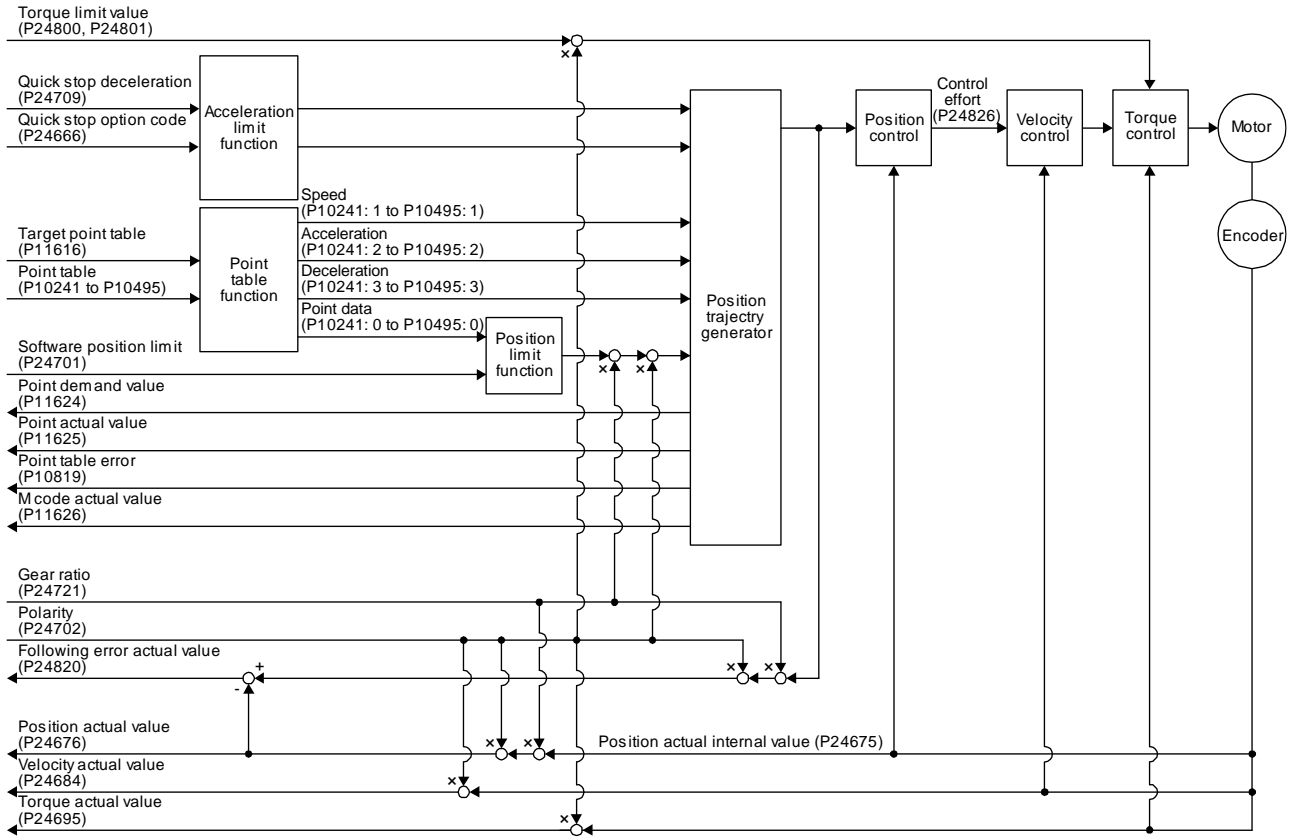 Torque limit value
(P24800, P24801)
×
Quick stop deceleration
(P24709)
Quick stop option code
(P24666)
Acceleration
limit
function
Control
effort
(P24826)
Position
control
Velocity
control
Torque
control
Motor
Encoder
Speed
(P10241: 1 to P10495: 1)
Target point table
(P11616)
Acceleration
(P10241: 2 to P10495: 2)
Point table
(P10241 to P10495)
Point
table
function
Deceleration
(P10241: 3 to P10495: 3)
Point data
(P10241: 0 to P10495: 0)
Position
trajectry
generator
Software position limit
(P24701)
Position
limit
function
×
×
Point demand value
(P11624)
Point actual value
(P11625)
Point table error
(P10819)
M code actual value
(P11626)
Gear ratio
(P24721)
Polarity
(P24702)
Following error actual value
(P24820)
+
-
×
×
Position actual value
(P24676)
×
×
Position actual internal value (P24675)
Velocity actual value
(P24684)
×
Torque actual value
(P24695)
×